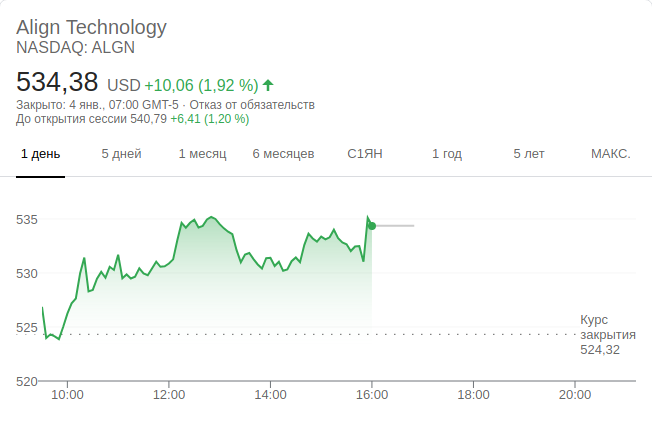 Align Technology
NASDAQ: ALGN
534,38 USD +10,06 (1,92 %)
Закрыто: 4 янв., 07:00 GMT-5 · Отказ от обязательств
До открытия сессии 540,79 +6,41 (1,20 %)
1 день 5 дней 1 месяц 6 месяцев С1ЯН 1 год 5 лет МАКС.
535
530
525
520
Курс
закрытия
524,32
10:00 12:00 14:00 16:00 18:00 20:00